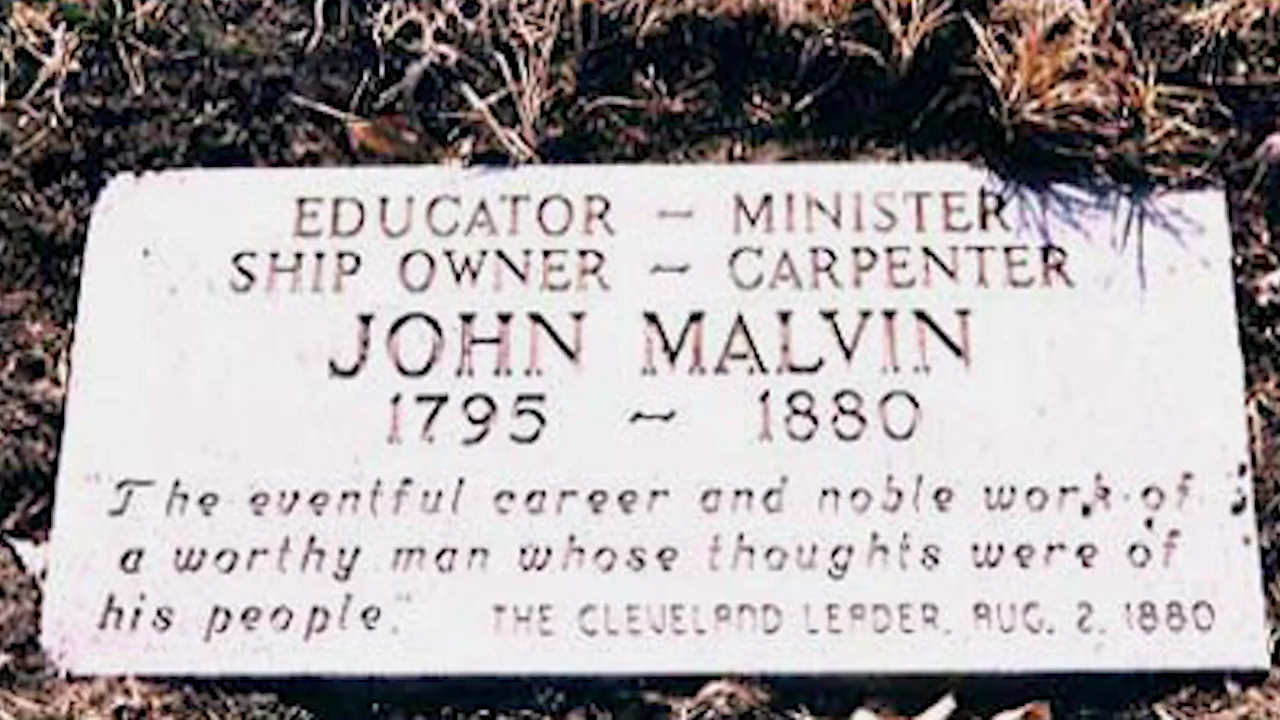 EDUCATOR — MINISTER
SHIP OWNER ~ CARPENTER
JOHN MALVIN
1795 ~ 1880
"The eventful career and noble work of
a worthy man whose thoughts were of
his people." THE CLEVELAND LEADER, AUG. 2, 1880